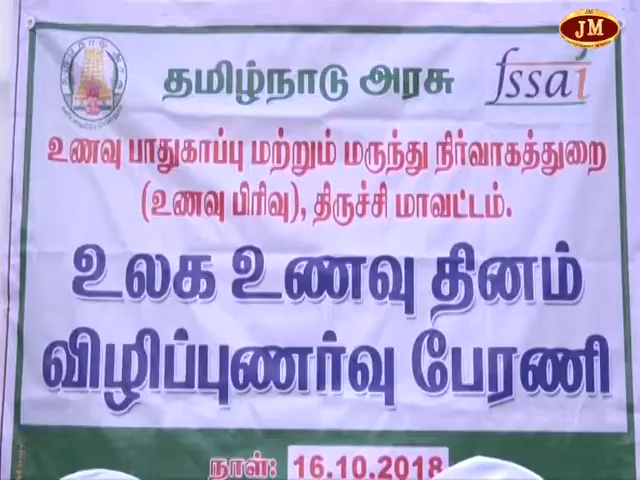 JM
தமிழ்நாடு அரசு
fssai
உணவு பாதுகாப்பு மற்றும் மருந்து நிர்வாகத்துறை
(உணவு பிரிவு), திருச்சி மாவட்டம்.
உலக உணவு தினம்
விழிப்புணர்வு பேரணி
நாள்: 16.10.2018